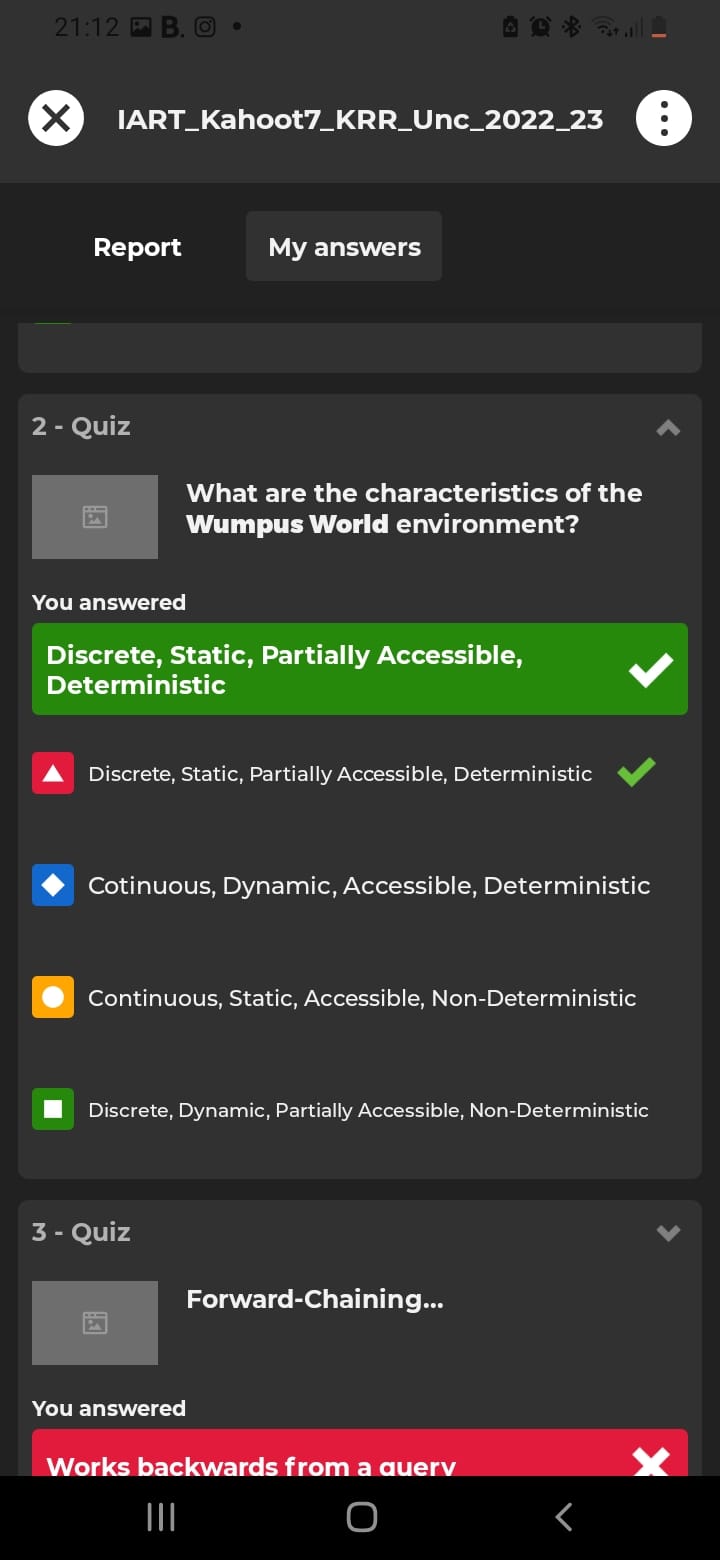 21:12 B.
IART_Kahoot7_KRR_Unc_2022_23
Report My answers
2 - Quiz
What are the characteristics of the
Wumpus World environment?
You answered
Discrete, Static, Partially Accessible,
Deterministic
Discrete, Static, Partially Accessible, Deterministic
Cotinuous, Dynamic, Accessible, Deterministic
Continuous, Static, Accessible, Non-Deterministic
Discrete, Dynamic, Partially Accessible, Non-Deterministic
3 - Quiz
Forward-Chaining...
You answered
Works backwards from a query